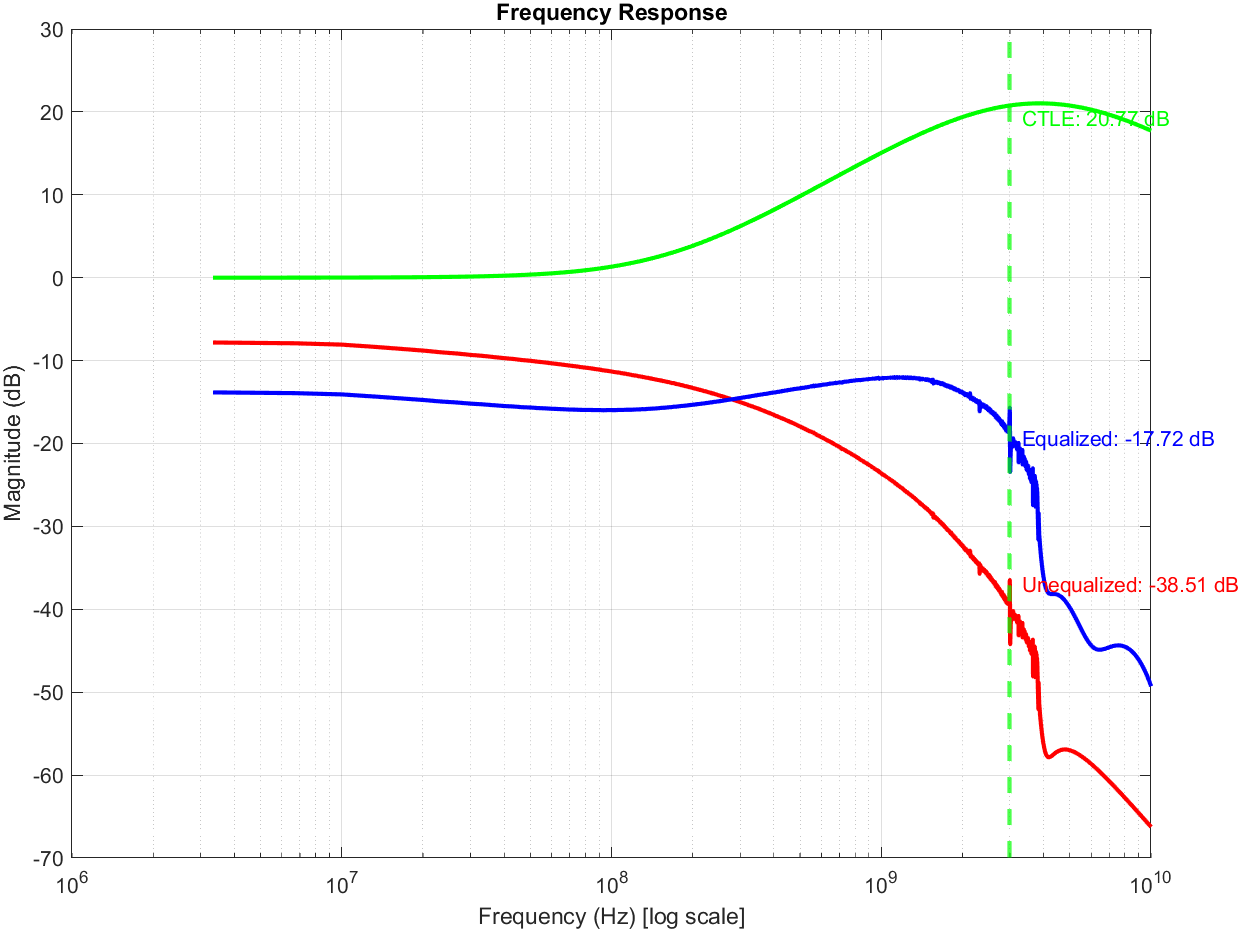 Frequency Response
30
20
CTLE: 20.77 dB
10
0
-10
Magnitude (dB)
-20
Equalized: -17.72 dB
-30
Unequalized: -38.51 dB
-40
-50
-60
-70
10^6 10^7 10^8 10^9 10^10
Frequency (Hz) [log scale]